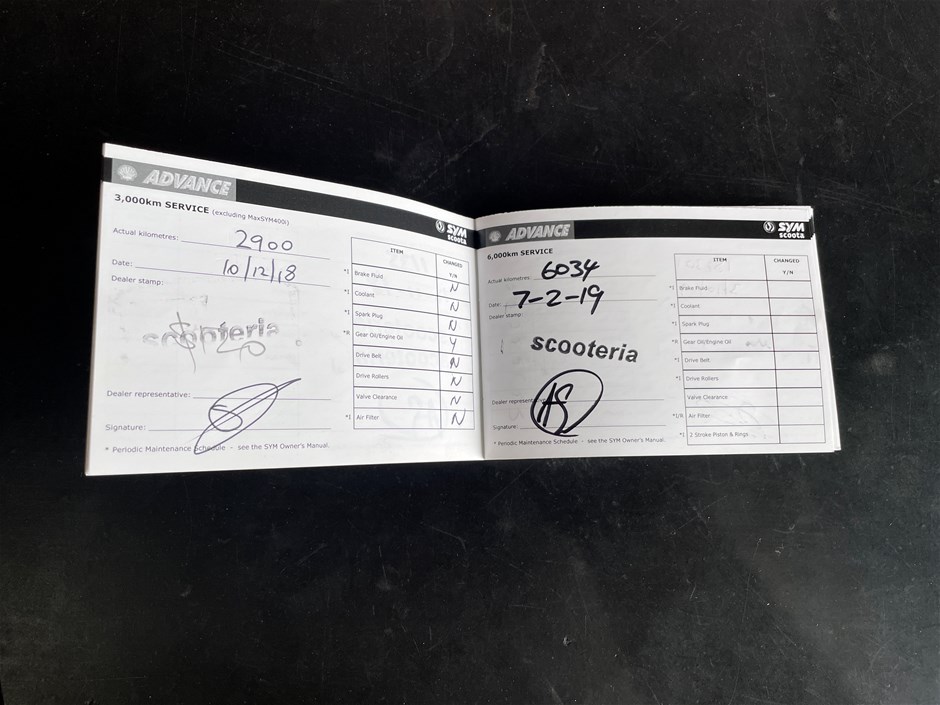 ADVANCE
3,000km SERVICE (excluding MaxSYM400i)
SYM
scoota
Actual kilometres: 2900
Date: 10/12/18
Dealer stamp:
scooteria
Dealer representative:
Signature:
* Periodic Maintenance Schedule - see the SYM Owner's Manual.
ITEM CHANGED
Y/N
*I Brake Fluid N
*I Coolant N
*I Spark Plug N
*R Gear Oil/Engine Oil Y
*I Drive Belt N
*I Drive Rollers N
Valve Clearance N
*I Air Filter N
ADVANCE
6,000km SERVICE
SYM
scoota
Actual kilometres: 6034
Date: 7-2-19
Dealer stamp:
scooteria
Dealer representative:
AS
Signature:
* Periodic Maintenance Schedule - see the SYM Owner's Manual.
ITEM CHANGED
Y/N
*I Brake Fluid
*I Coolant
*I Spark Plug
*R Gear Oil/Engine Oil
*I Drive Belt
*I Drive Rollers
Valve Clearance
*I/R Air Filter
*I 2 Stroke Piston & Rings